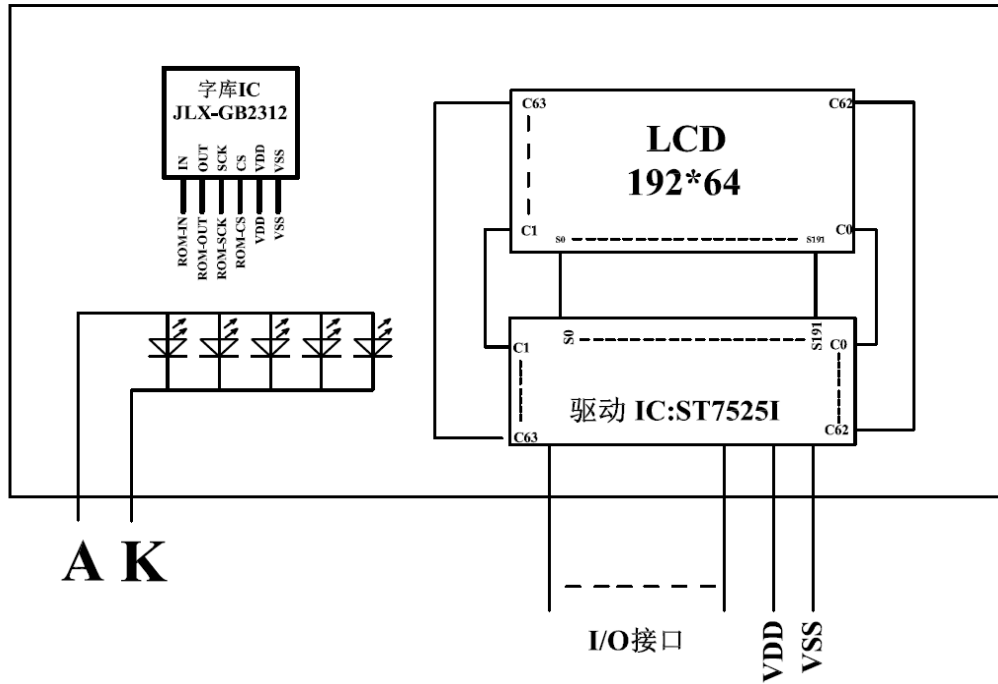 字库IC
JLX-GB2312
IN
OUT
SCK
CS
VDD
VSS
ROM-IN
ROM-OUT
ROM-SCK
ROM-CS
VDD
VSS
C63
C62
LCD
192*64
C1
C0
S0
S191
S0
S191
C1
C0
驱动 IC:ST7525I
C63
C62
A K
I/O接口
VDD
VSS